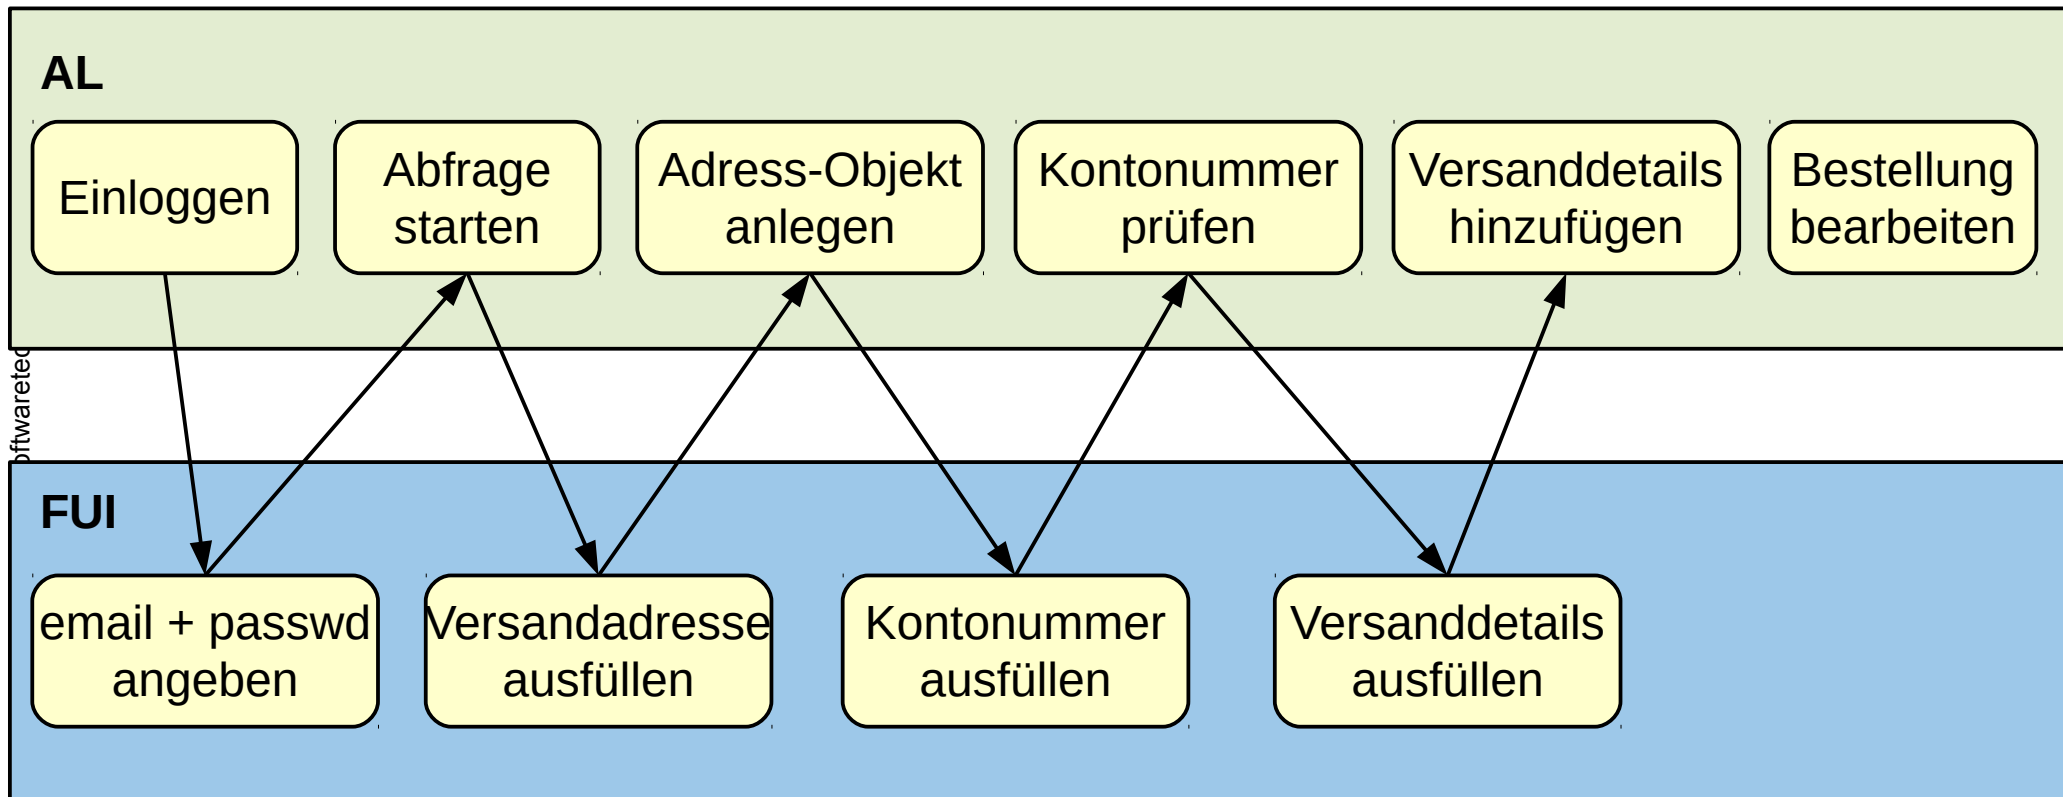 AL
Einloggen
Abfrage
starten
Adress-Objekt
anlegen
Kontonummer
prüfen
Versanddetails
hinzufügen
Bestellung
bearbeiten
FUI
email + passwd
angeben
Versandadresse
ausfüllen
Kontonummer
ausfüllen
Versanddetails
ausfüllen